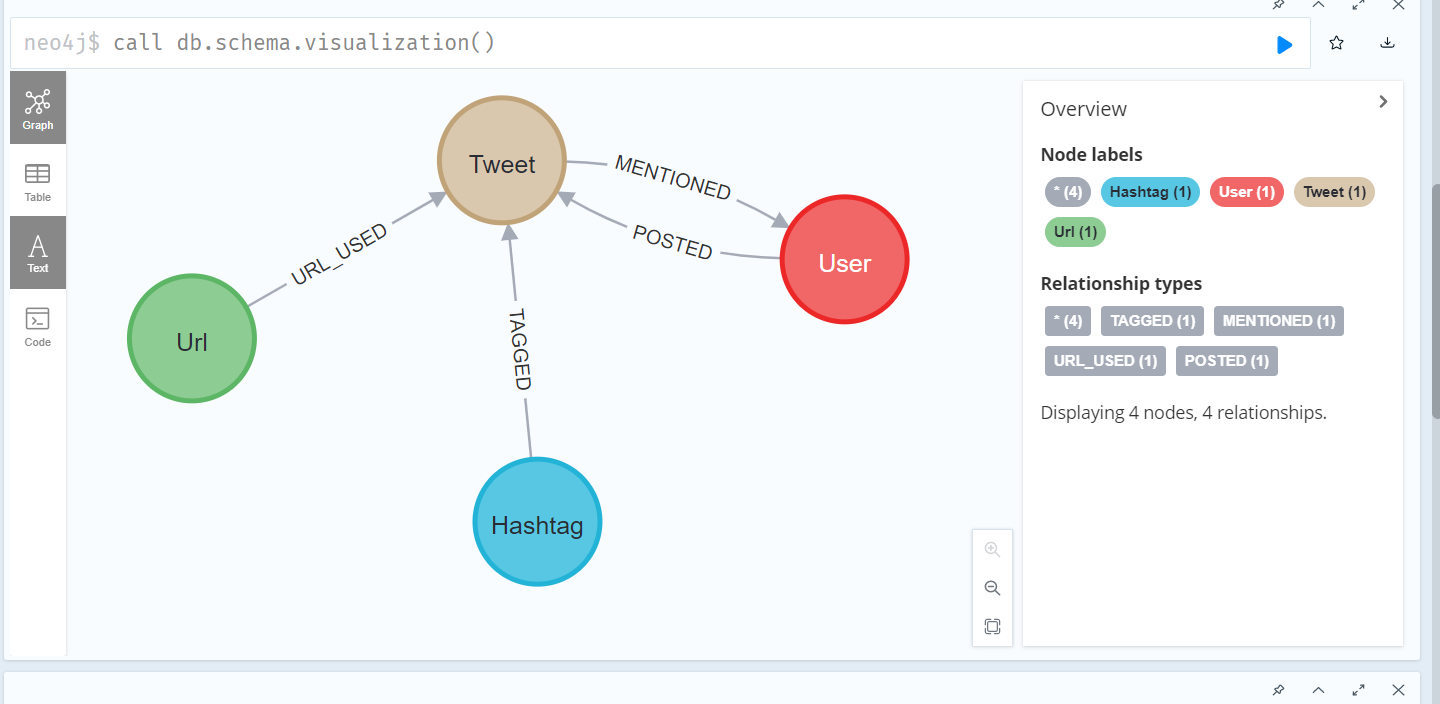 neo4j$ call db.schema.visualization()
Graph
Table
Text
Code
Tweet
MENTIONED
POSTED
User
URL_USED
Url
TAGGED
Hashtag
Overview
Node labels
* (4) Hashtag (1) User (1) Tweet (1)
Url (1)
Relationship types
* (4) TAGGED (1) MENTIONED (1)
URL_USED (1) POSTED (1)
Displaying 4 nodes, 4 relationships.